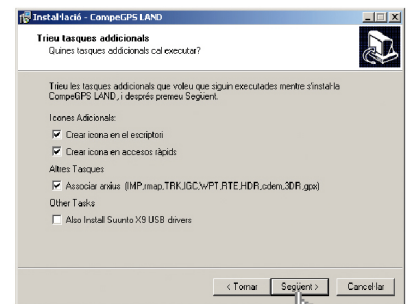 Instal·lació - CompeGPS LAND
Trieu tasques addicionals
Quines tasques addicionals cal executar?
Trieu les tasques addicionals que voleu que siguin executades mentre s'instal·la
CompeGPS LAND, i després premeu Següent.
Icones Adicionals:
Crear icona en el escriptori
Crear icona en accesos ràpids
Altres Tasques
Associar arxius (IMP,rmap,TRK,IGC,WPT,RTE,HDR,cdem,3DR,gpx)
Other Tasks
Also Install Suunto X9 USB drivers
< Tornar
Següent >
Cancel·lar